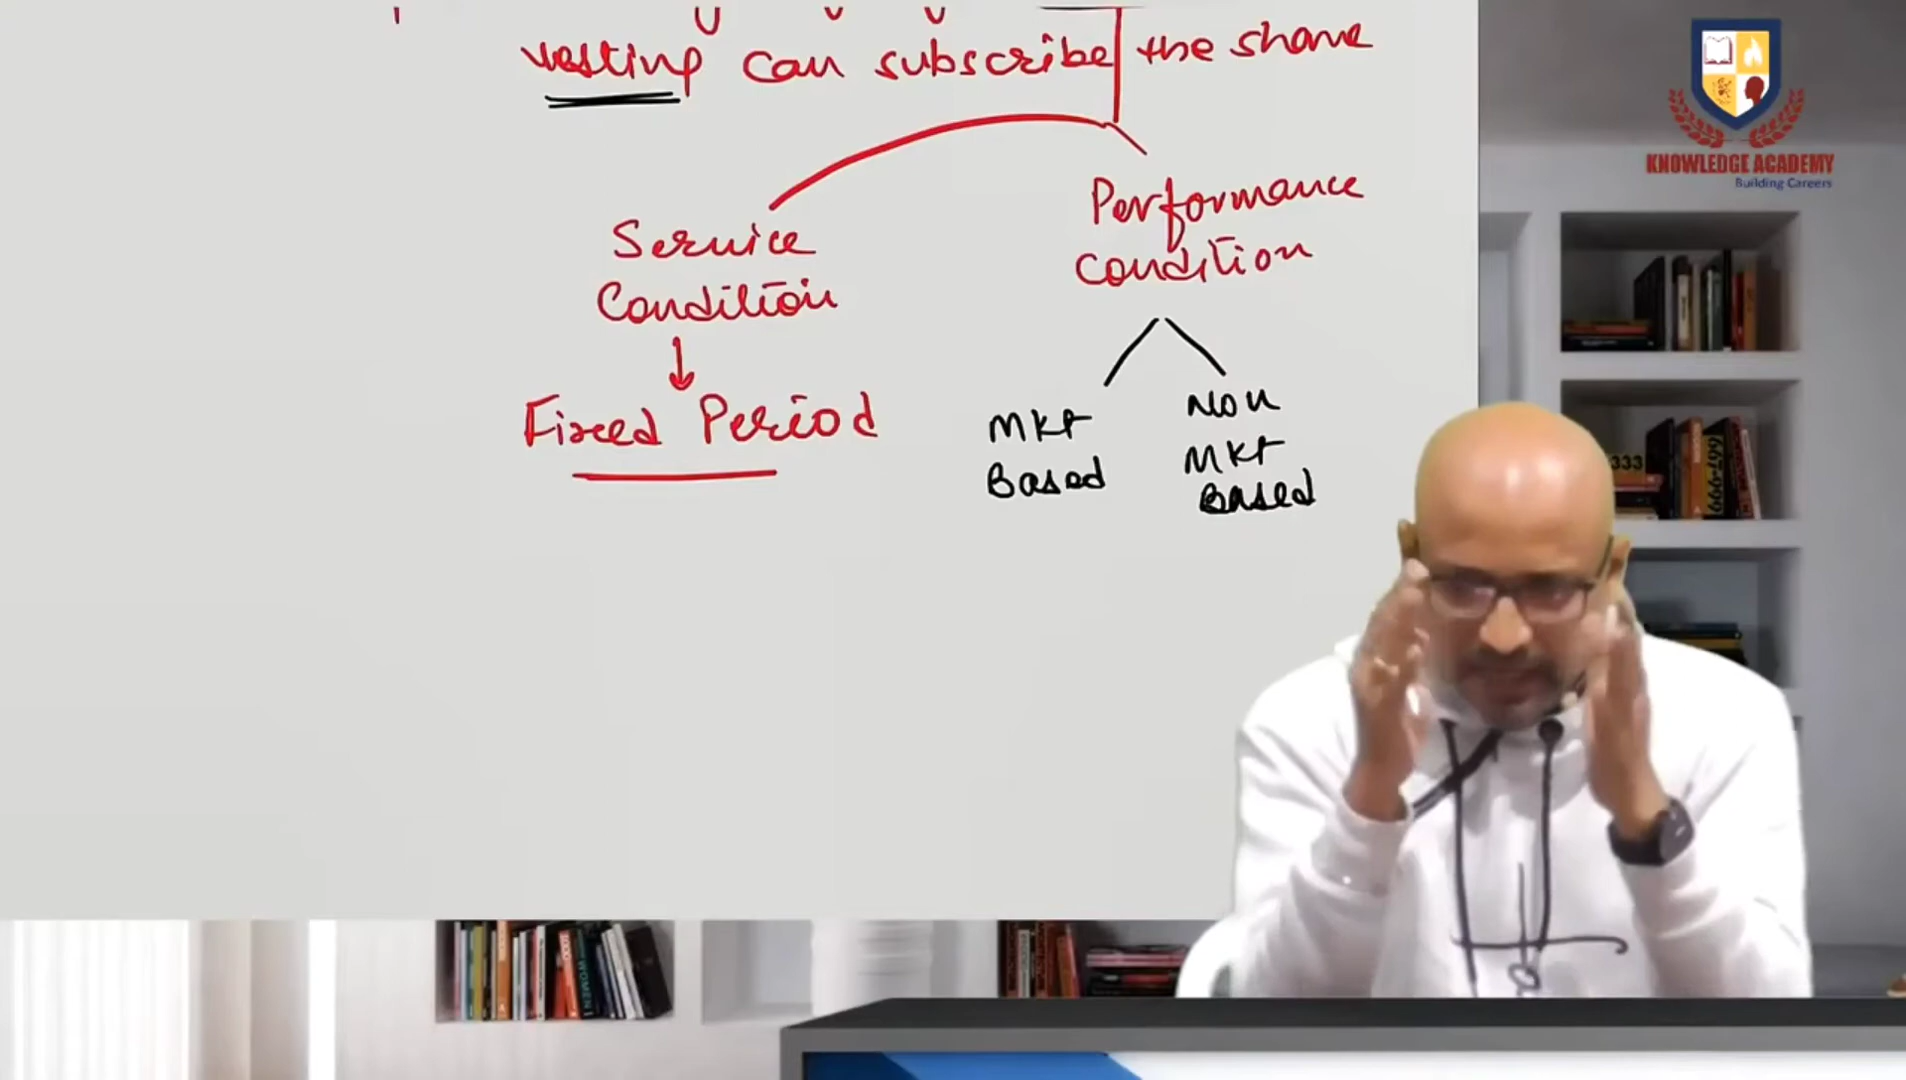 vesting can subscribe the share
Service
Condition
Fixed Period
Performance
condition
Mkt
Based
Non
Mkt
Based
KNOWLEDGE ACADEMY
Building Careers